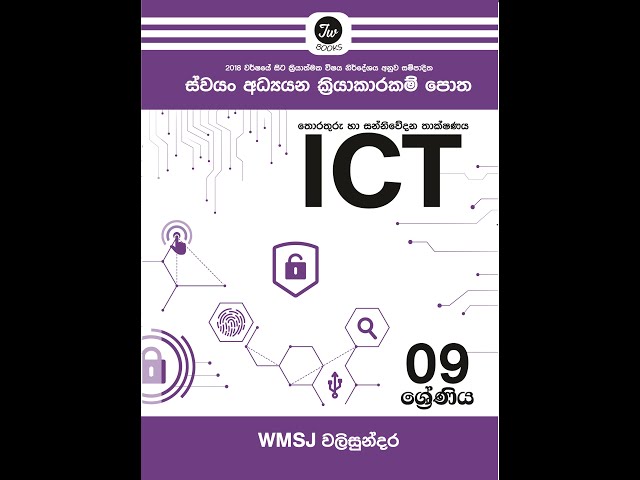 Tw
BOOKS
2018 වර්ෂයේ සිට ක්‍රියාත්මක විෂය නිර්දේශය අනුව සම්පාදිත
ස්වයං අධ්‍යයන ක්‍රියාකාරකම් පොත
තොරතුරු හා සන්නිවේදන තාක්ෂණය
ICT
09
ශ්‍රේණිය
WMSJ වලිසුන්දර